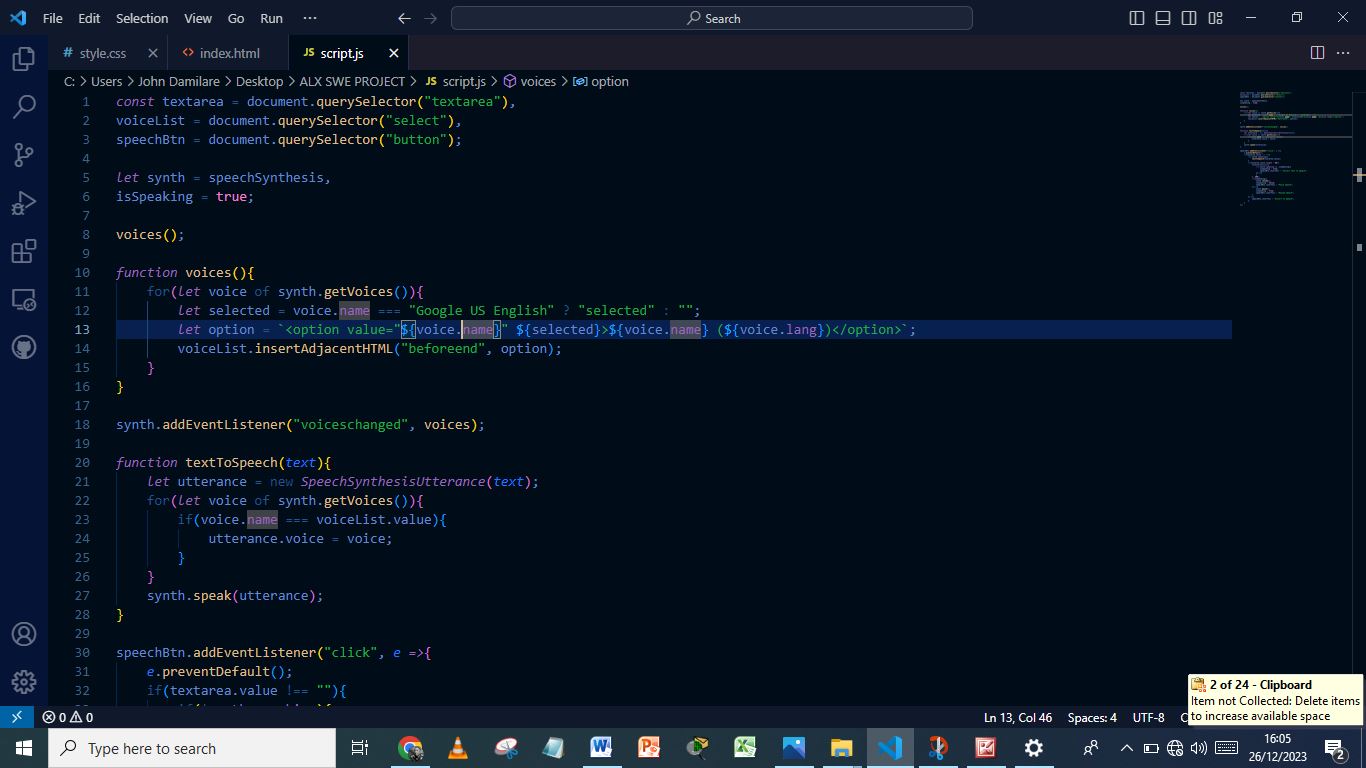 File Edit Selection View Go Run ··· Search
# style.css index.html JS script.js
C: > Users > John Damilare > Desktop > ALX SWE PROJECT > JS script.js > voices > option
1 const textarea = document.querySelector("textarea"),
2 voiceList = document.querySelector("select"),
3 speechBtn = document.querySelector("button");
4
5 let synth = speechSynthesis,
6 isSpeaking = true;
7
8 voices();
9
10 function voices(){
11 for(let voice of synth.getVoices()){
12 let selected = voice.name === "Google US English" ? "selected" : "";
13 let option = `<option value="${voice.name}" ${selected}>${voice.name} (${voice.lang})</option>`;
14 voiceList.insertAdjacentHTML("beforeend", option);
15 }
16 }
17
18 synth.addEventListener("voiceschanged", voices);
19
20 function textToSpeech(text){
21 let utterance = new SpeechSynthesisUtterance(text);
22 for(let voice of synth.getVoices()){
23 if(voice.name === voiceList.value){
24 utterance.voice = voice;
25 }
26 }
27 synth.speak(utterance);
28 }
29
30 speechBtn.addEventListener("click", e =>{
31 e.preventDefault();
32 if(textarea.value !== ""){
2 of 24 - Clipboard
Item not Collected: Delete items
to increase available space
0 0 Ln 13, Col 46 Spaces: 4 UTF-8
Type here to search
16:05
26/12/2023
2